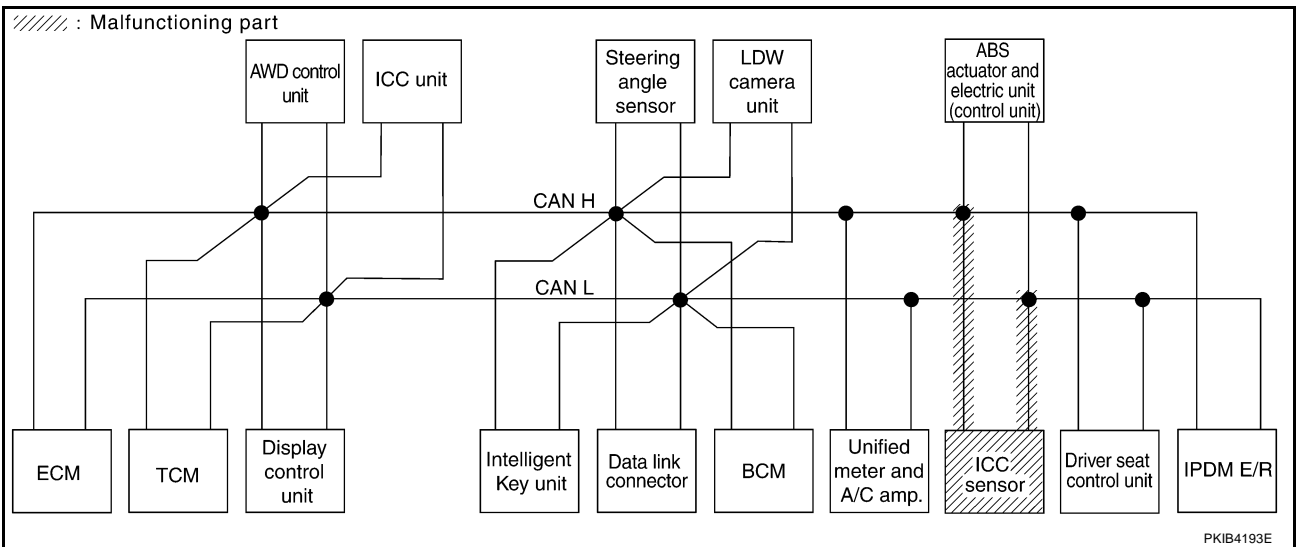 : Malfunctioning part
AWD control
unit
ICC unit
Steering
angle
sensor
LDW
camera
unit
ABS
actuator and
electric unit
(control unit)
CAN H
CAN L
ECM
TCM
Display
control
unit
Intelligent
Key unit
Data link
connector
BCM
Unified
meter and
A/C amp.
ICC
sensor
Driver seat
control unit
IPDM E/R
PKIB4193E